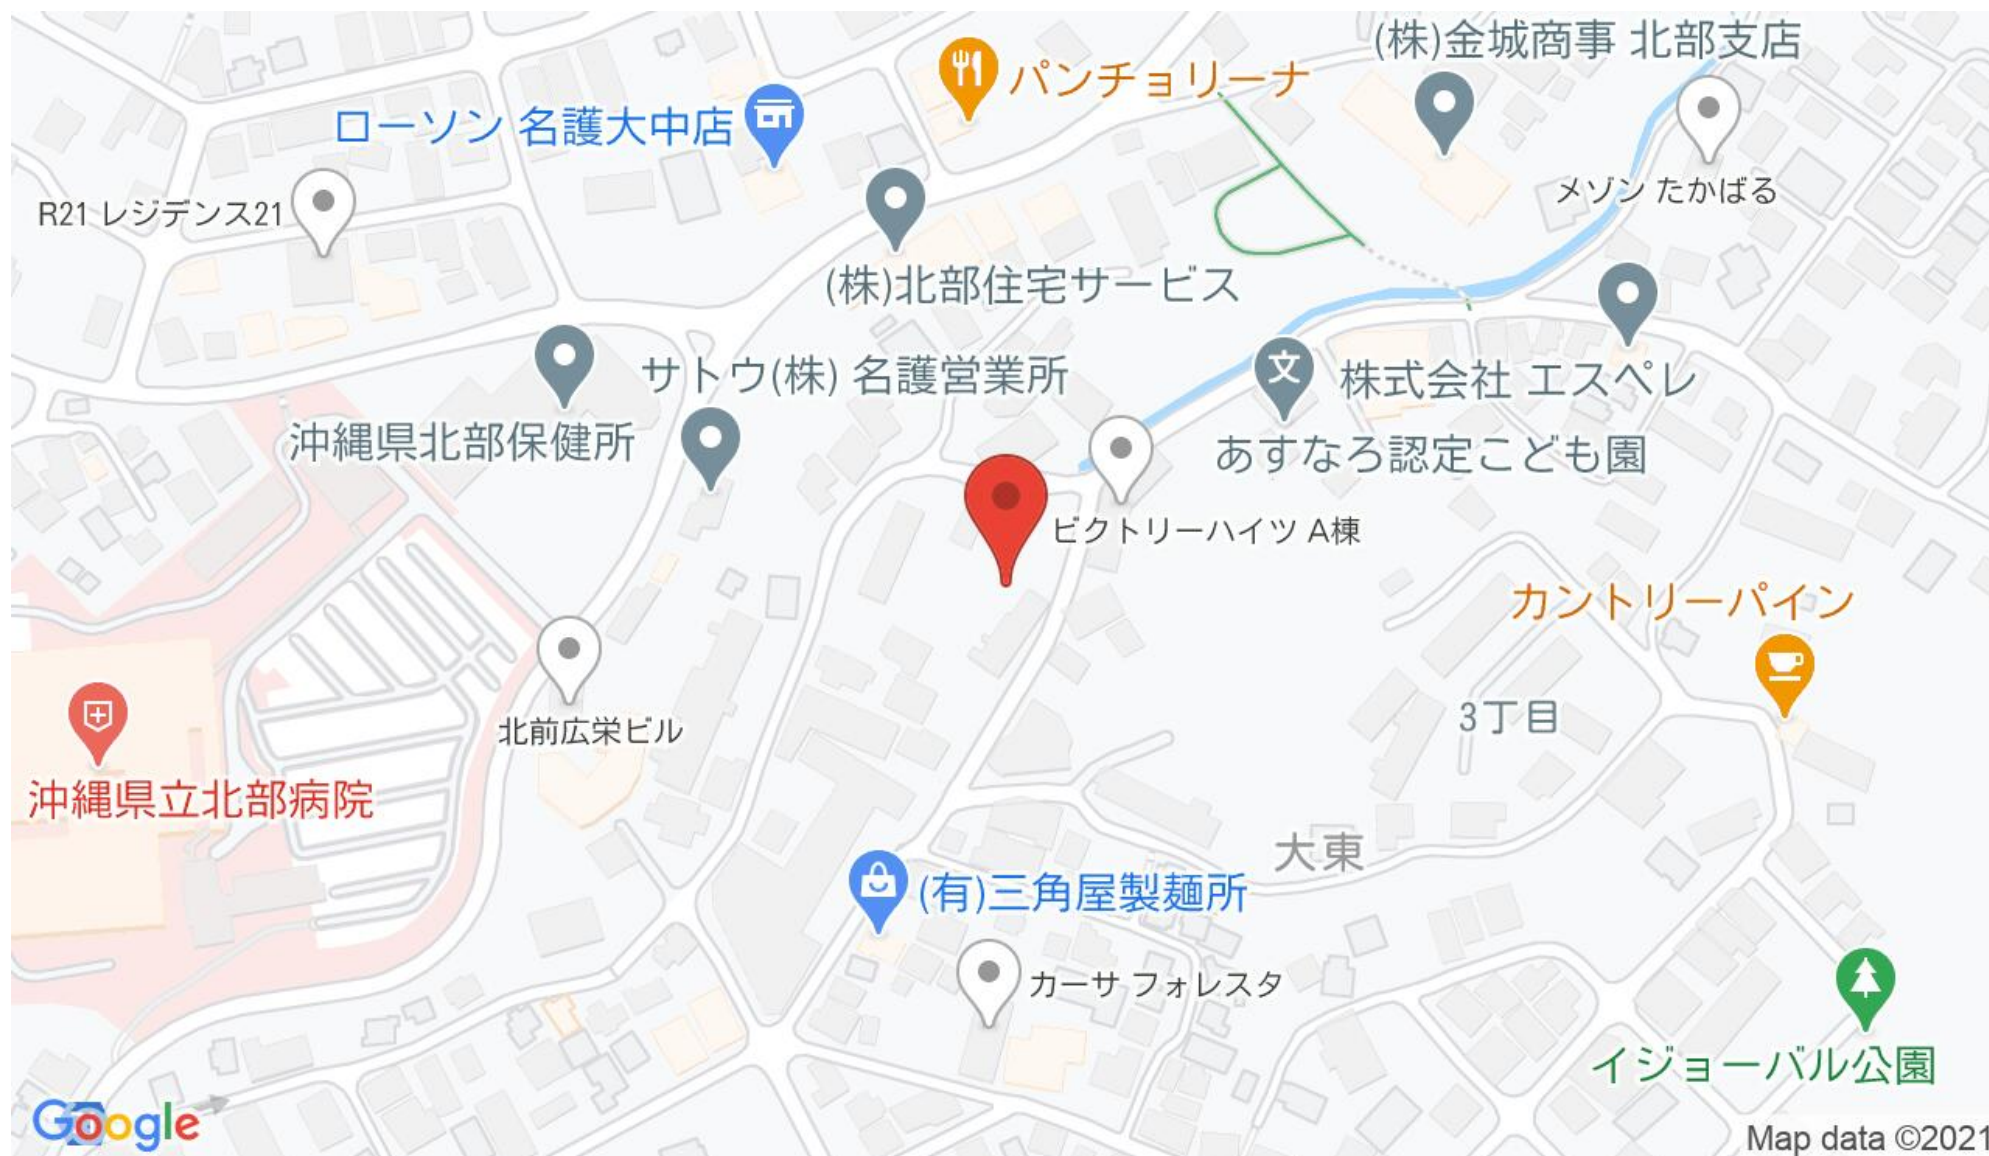 (株)金城商事 北部支店
パンチョリーナ
ローソン 名護大中店
メゾン たかばる
R21 レジデンス21
(株)北部住宅サービス
サトウ(株) 名護営業所
株式会社 エスペレ
沖縄県北部保健所
あすなろ認定こども園
文
ビクトリーハイツ A棟
カントリーパイン
3丁目
北前広栄ビル
沖縄県立北部病院
大東
(有)三角屋製麺所
カーサ フォレスタ
イジョーバル公園
Google
Map data ©2021